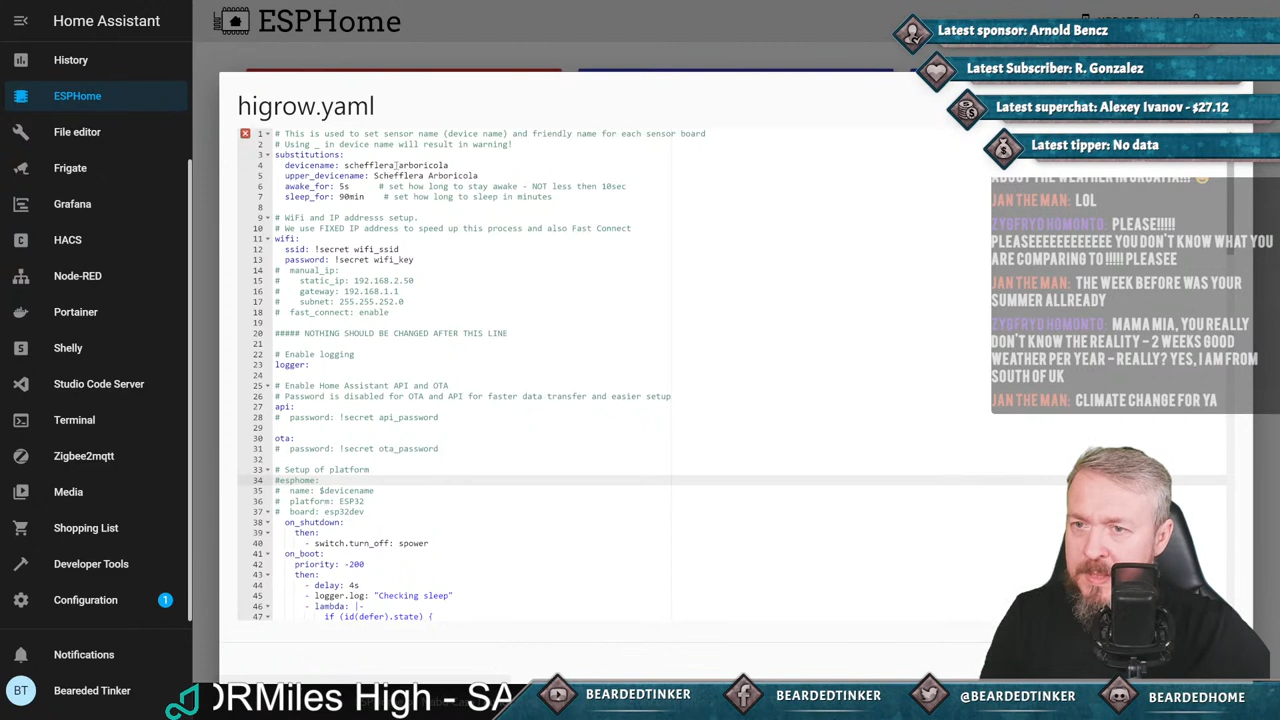 Home Assistant
History
ESPHome
File editor
Frigate
Grafana
HACS
Node-RED
Portainer
Shelly
Studio Code Server
Terminal
Zigbee2mqtt
Media
Shopping List
Developer Tools
Configuration 1
Notifications
BT Bearded Tinker
ESPHome
higrow.yaml
1 # This is used to set sensor name (device name) and friendly name for each sensor board
2 # Using _ in device name will result in warning!
3 substitutions:
4 devicename: schefflera_arboricola
5 upper_devicename: Schefflera Arboricola
6 awake_for: 5s # set how long to stay awake - NOT less then 10sec
7 sleep_for: 90min # set how long to sleep in minutes
8
9 # WiFi and IP addresss setup.
10 # We use FIXED IP address to speed up this process and also Fast Connect
11 wifi:
12 ssid: !secret wifi_ssid
13 password: !secret wifi_key
14 # manual_ip:
15 # static_ip: 192.168.2.50
16 # gateway: 192.168.1.1
17 # subnet: 255.255.252.0
18 # fast_connect: enable
19
20 ##### NOTHING SHOULD BE CHANGED AFTER THIS LINE
21
22 # Enable logging
23 logger:
24
25 # Enable Home Assistant API and OTA
26 # Password is disabled for OTA and API for faster data transfer and easier setup
27 api:
28 # password: !secret api_password
29
30 ota:
31 # password: !secret ota_password
32
33 # Setup of platform
34 #esphome:
35 # name: $devicename
36 # platform: ESP32
37 # board: esp32dev
38 on_shutdown:
39 then:
40 - switch.turn_off: spower
41 on_boot:
42 priority: -200
43 then:
44 - delay: 4s
45 - logger.log: "Checking sleep"
46 - lambda: |-
47 if (id(defer).state) {
Latest sponsor: Arnold Bencz
Latest Subscriber: R. Gonzalez
Latest superchat: Alexey Ivanov - $27.12
Latest tipper: No data
ABOUT THE WEATHER IN CROATIA!!!
JAN THE MAN: LOL
ZYGFRYD HOMONTO: PLEASE!!!!!
PLEASEEEEEEEEEEE YOU DON'T KNOW WHAT YOU
ARE COMPARING TO !!!!! PLEASEE
JAN THE MAN: THE WEEK BEFORE WAS YOUR
SUMMER ALLREADY
ZYGFRYD HOMONTO: MAMA MIA, YOU REALLY
DON'T KNOW THE REALITY – 2 WEEKS GOOD
WEATHER PER YEAR – REALLY? YES, I AM FROM
SOUTH OF UK
JAN THE MAN: CLIMATE CHANGE FOR YA
ORMiles High - SA
BEARDEDTINKER
BEARDEDTINKER
@BEARDEDTINKER
BEARDEDHOME